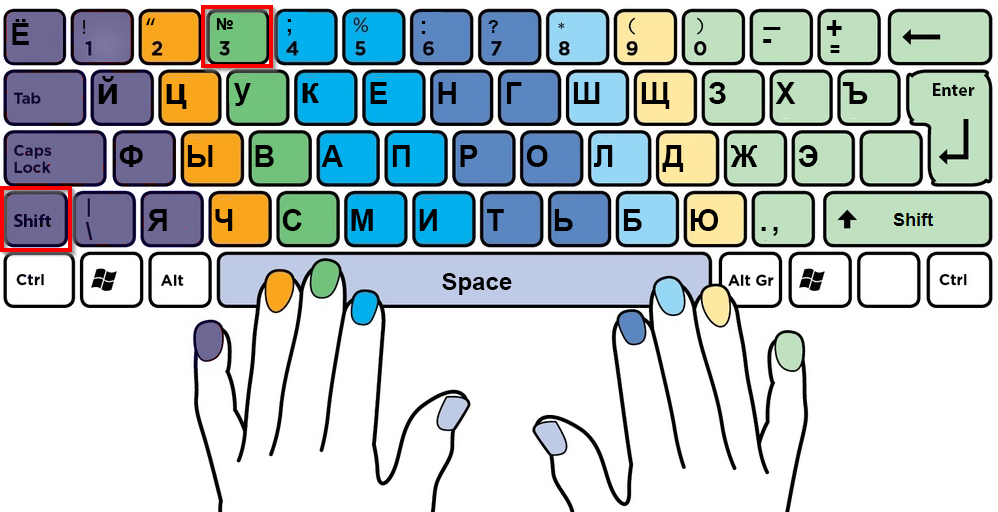 Ё ! 1 “ 2 № 3 ; 4 % 5 : 6 ? 7 * 8 ( 9 ) 0 — - + =
Tab Й Ц У К Е Н Г Ш Щ З Х Ъ Enter
Caps Lock Ф Ы В А П Р О Л Д Ж Э
Shift | \ Я Ч С М И Т Ь Б Ю . , Shift
Ctrl Alt Space Alt Gr Ctrl